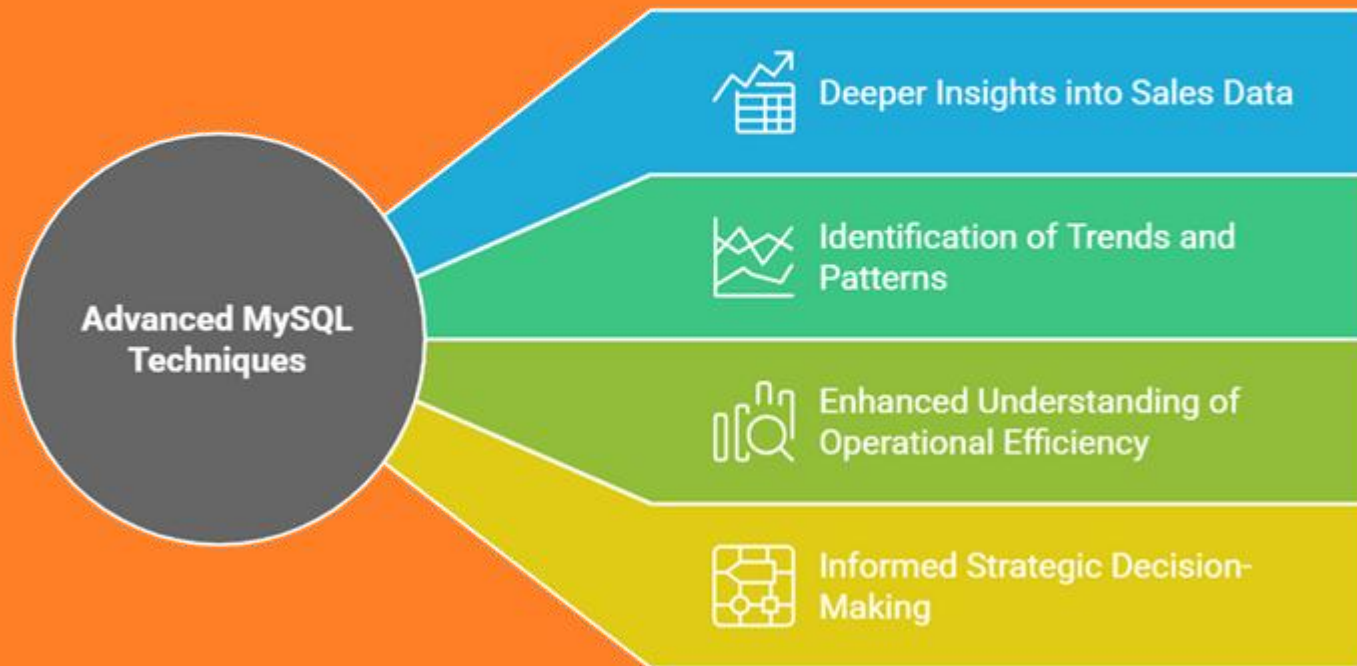 Advanced MySQL
Techniques
Deeper Insights into Sales Data
Identification of Trends and
Patterns
Enhanced Understanding of
Operational Efficiency
Informed Strategic Decision-
Making